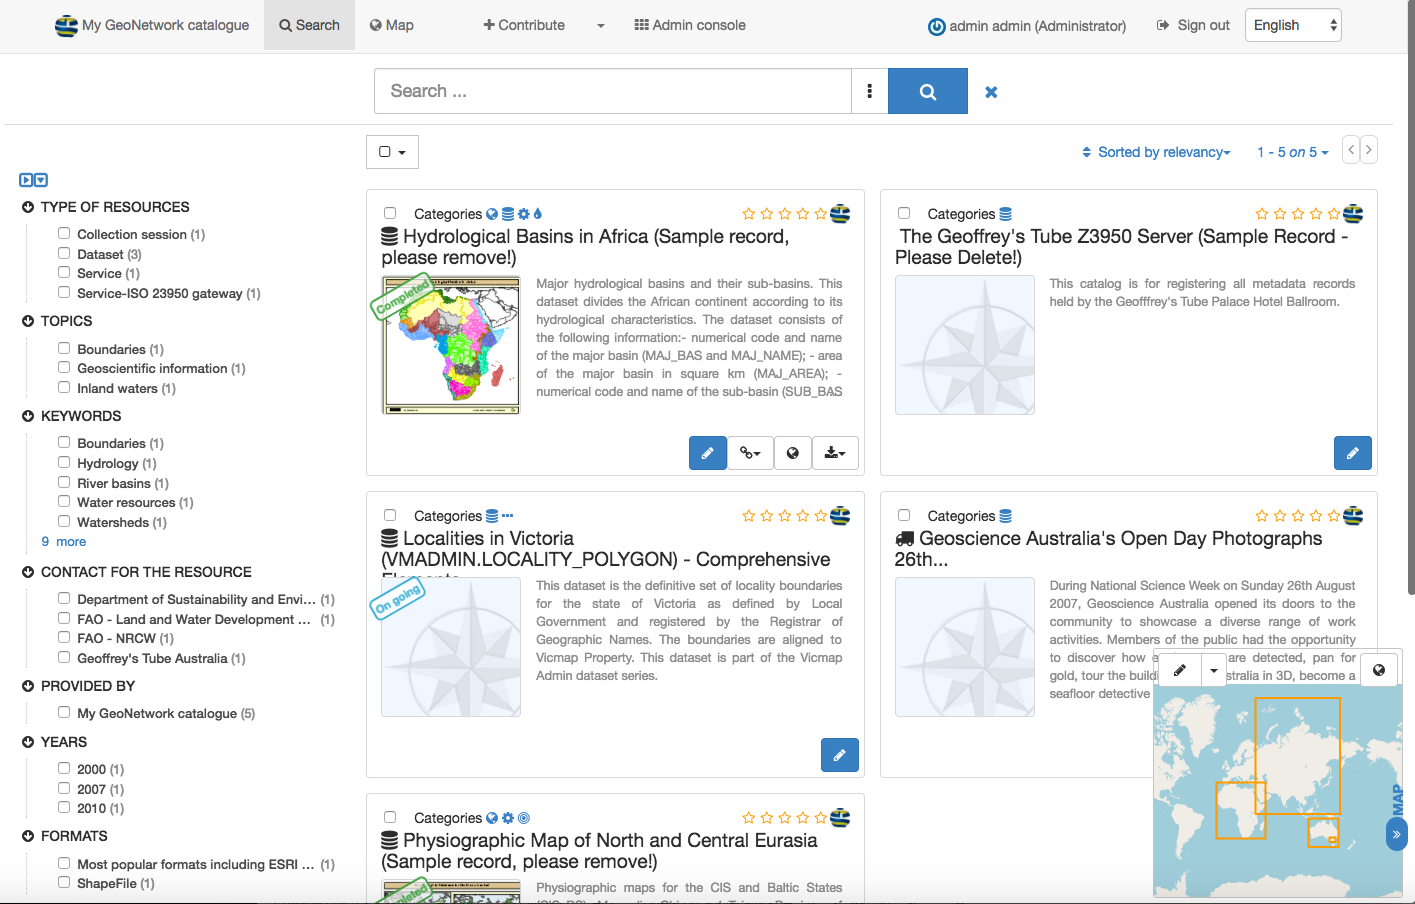 My GeoNetwork catalogue
Search
Map
Contribute
Admin console
admin admin (Administrator)
Sign out
English
Search ...
Sorted by relevancy
1 - 5 on 5
TYPE OF RESOURCES
Collection session (1)
Dataset (3)
Service (1)
Service-ISO 23950 gateway (1)
TOPICS
Boundaries (1)
Geoscientific information (1)
Inland waters (1)
KEYWORDS
Boundaries (1)
Hydrology (1)
River basins (1)
Water resources (1)
Watersheds (1)
9 more
CONTACT FOR THE RESOURCE
Department of Sustainability and Envi... (1)
FAO - Land and Water Development ... (1)
FAO - NRCW (1)
Geoffrey's Tube Australia (1)
PROVIDED BY
My GeoNetwork catalogue (5)
YEARS
2000 (1)
2007 (1)
2010 (1)
FORMATS
Most popular formats including ESRI ... (1)
ShapeFile (1)
Categories
Hydrological Basins in Africa (Sample record,
please remove!)
Completed
Major hydrological basins and their sub-basins. This
dataset divides the African continent according to its
hydrological characteristics. The dataset consists of
the following information:- numerical code and name
of the major basin (MAJ_BAS and MAJ_NAME); - area
of the major basin in square km (MAJ_AREA); -
numerical code and name of the sub-basin (SUB_BAS
Categories
The Geoffrey's Tube Z3950 Server (Sample Record -
Please Delete!)
This catalog is for registering all metadata records
held by the Geofffrey's Tube Palace Hotel Ballroom.
Categories
Localities in Victoria
(VMADMIN.LOCALITY_POLYGON) - Comprehensive
Elements
On going
This dataset is the definitive set of locality boundaries
for the state of Victoria as defined by Local
Government and registered by the Registrar of
Geographic Names. The boundaries are aligned to
Vicmap Property. This dataset is part of the Vicmap
Admin dataset series.
Categories
Geoscience Australia's Open Day Photographs
26th...
During National Science Week on Sunday 26th August
2007, Geoscience Australia opened its doors to the
community to showcase a diverse range of work
activities. Members of the public had the opportunity
to discover how are detected, pan for
gold, tour the in 3D, become a
seafloor detective
MAP
Categories
Physiographic Map of North and Central Eurasia
(Sample record, please remove!)
Completed
Physiographic maps for the CIS and Baltic States